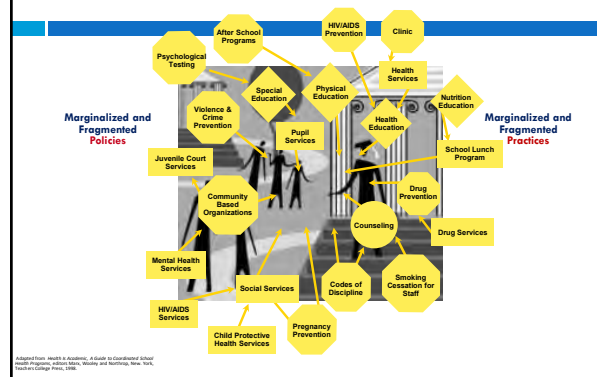 After School
Programs
HIV/AIDS
Prevention
Clinic
Psychological
Testing
Health
Services
Special
Education
Physical
Education
Nutrition
Education
Violence &
Crime
Prevention
Health
Education
Marginalized and
Fragmented
Policies
Marginalized and
Fragmented
Practices
Pupil
Services
School Lunch
Program
Juvenile Court
Services
Community
Based
Organizations
Drug
Prevention
Counseling
Drug Services
Mental Health
Services
Social Services
Codes of
Discipline
Smoking
Cessation for
Staff
HIV/AIDS
Services
Child Protective
Health Services
Pregnancy
Prevention
Adapted from Health Is Academic, A Guide to Coordinated School
Health Programs, editors Marx, Wooley and Northrop, New York,
Teachers College Press, 1998.